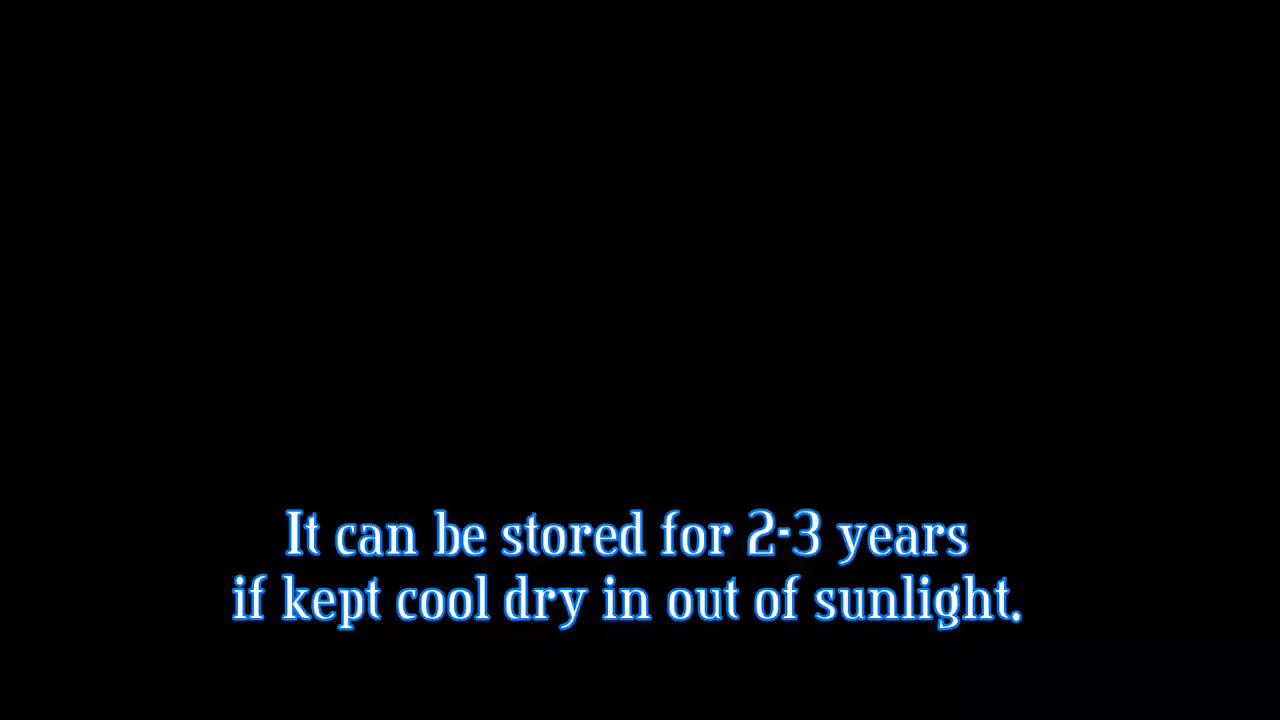 It can be stored for 2-3 years
if kept cool dry in out of sunlight.